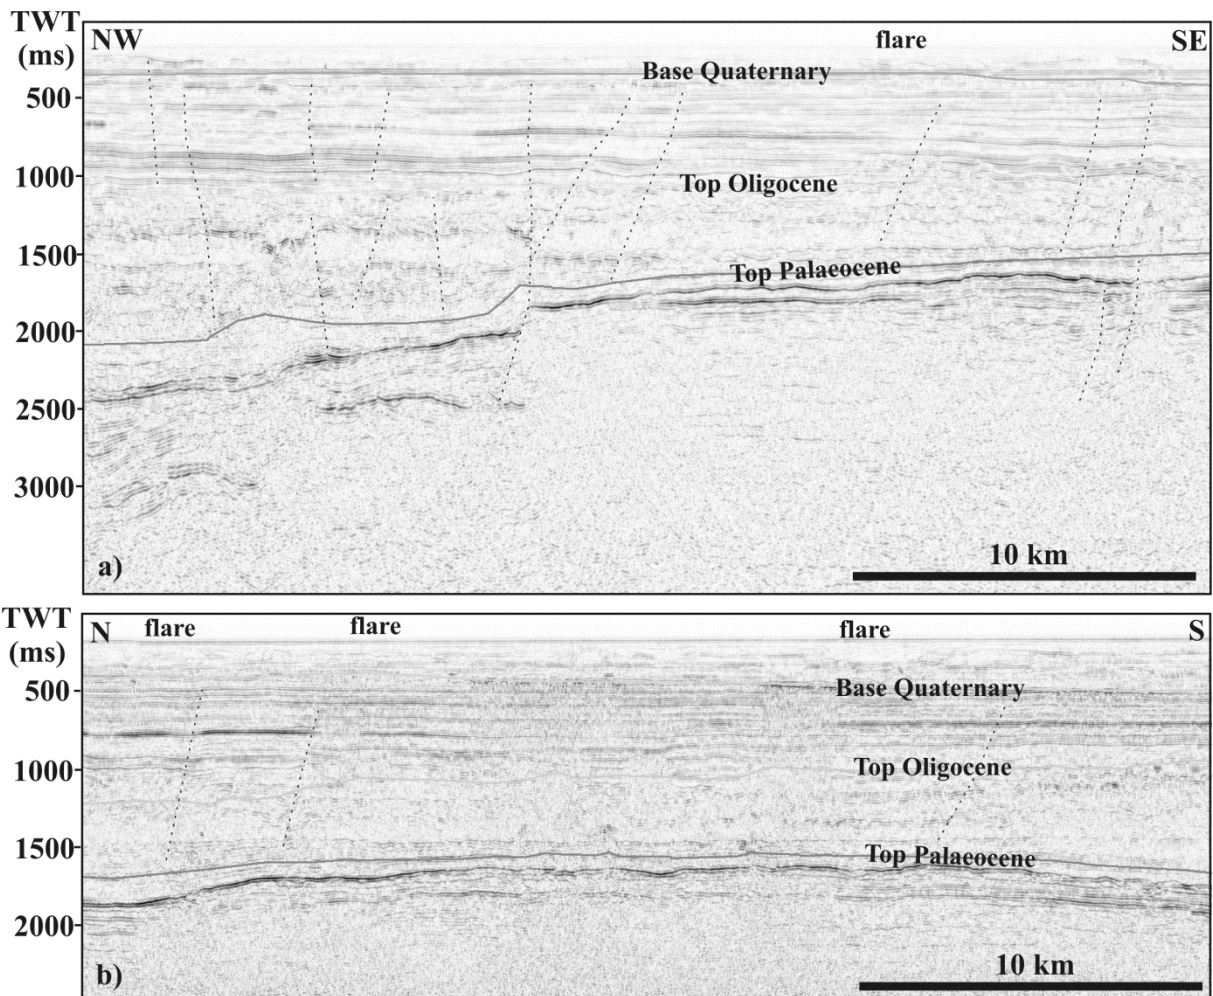 TWT
(ms)
NW
flare
SE
Base Quaternary
500
1000
Top Oligocene
1500
Top Palaeocene
2000
2500
3000
a)
10 km
TWT
(ms)
N
flare
flare
flare
S
500
Base Quaternary
1000
Top Oligocene
1500
Top Palaeocene
2000
b)
10 km